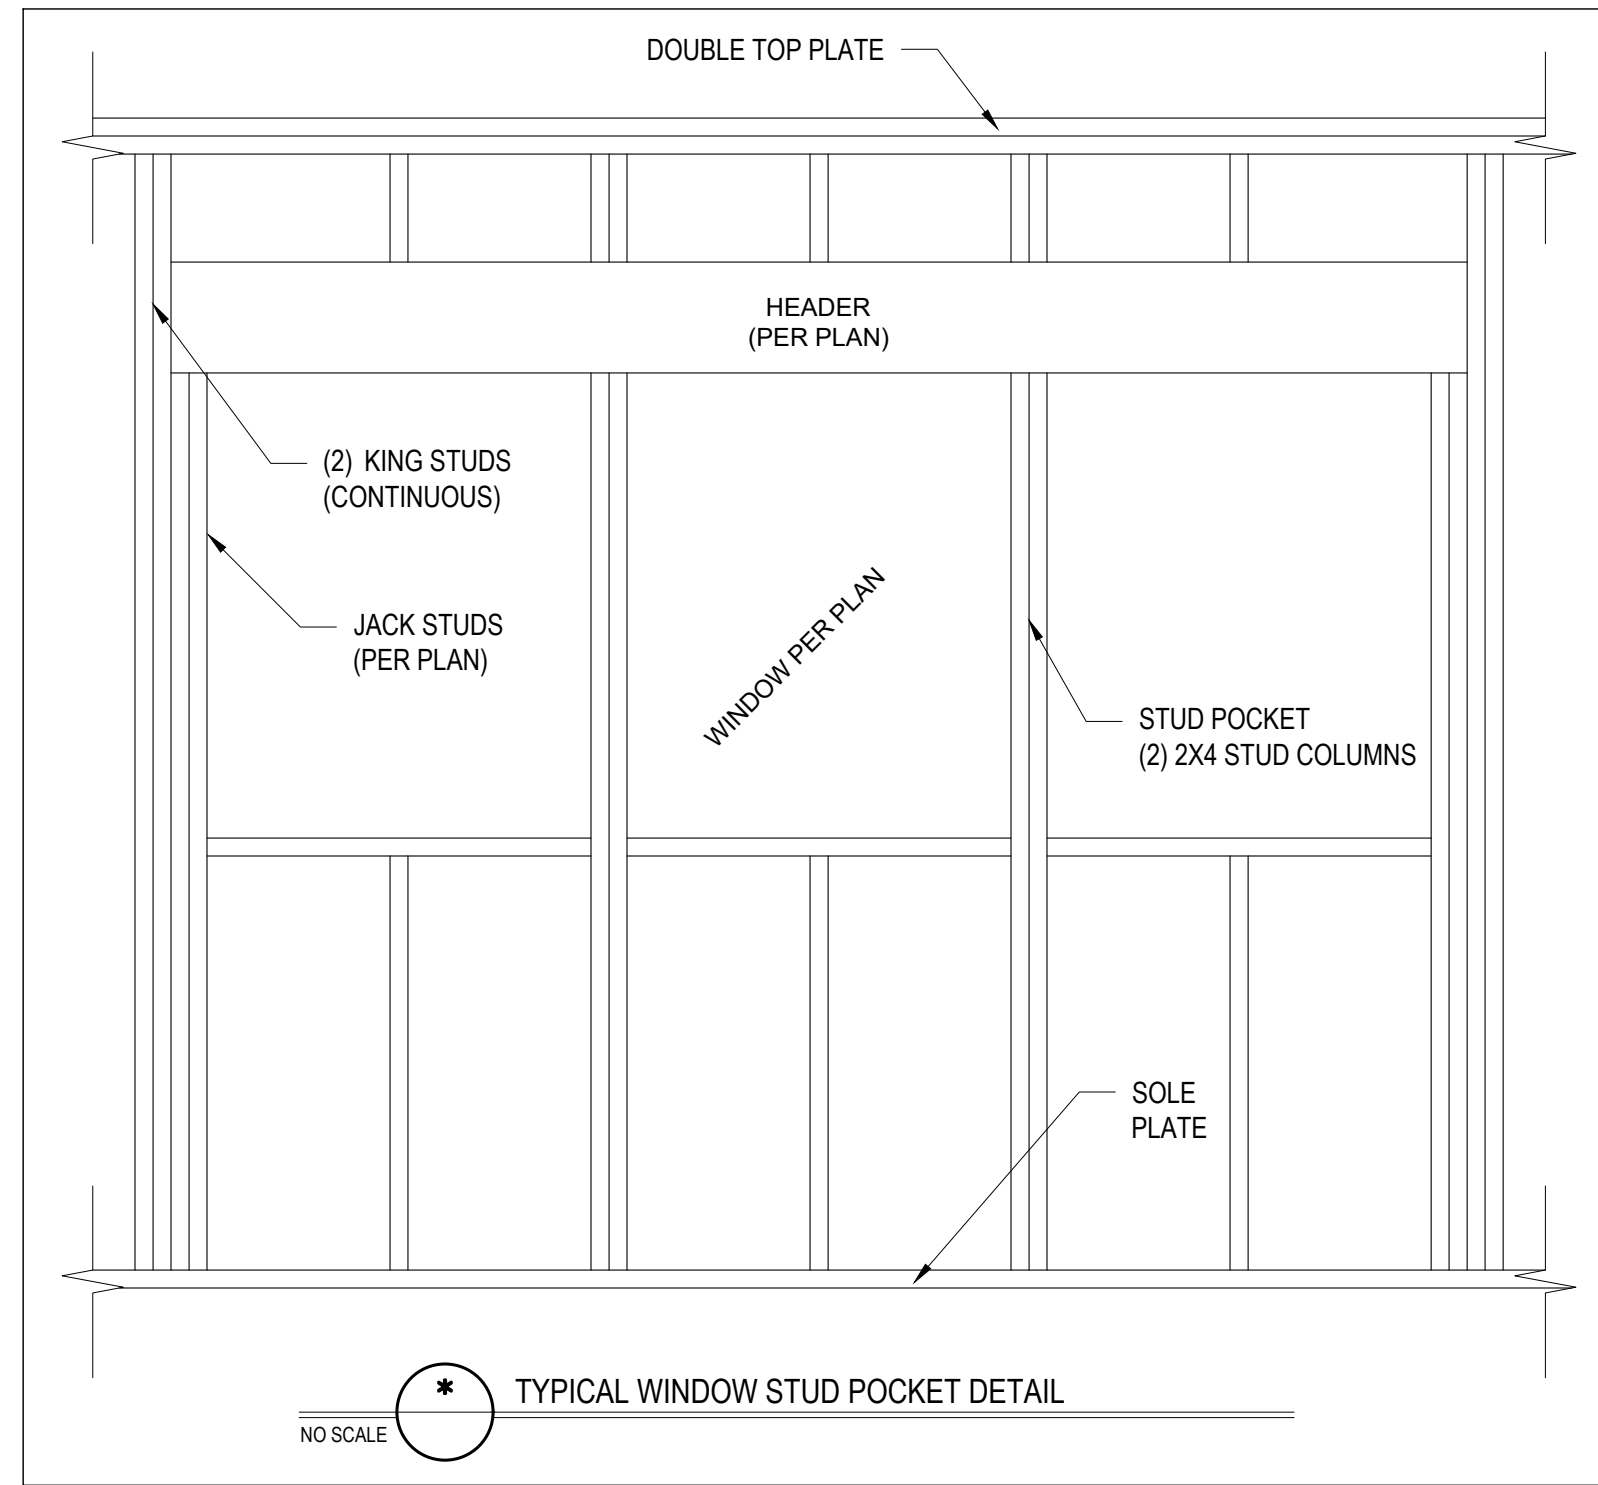 DOUBLE TOP PLATE
HEADER
(PER PLAN)
(2) KING STUDS
(CONTINUOUS)
JACK STUDS
(PER PLAN)
WINDOW PER PLAN
STUD POCKET
(2) 2X4 STUD COLUMNS
SOLE
PLATE
*
TYPICAL WINDOW STUD POCKET DETAIL
NO SCALE